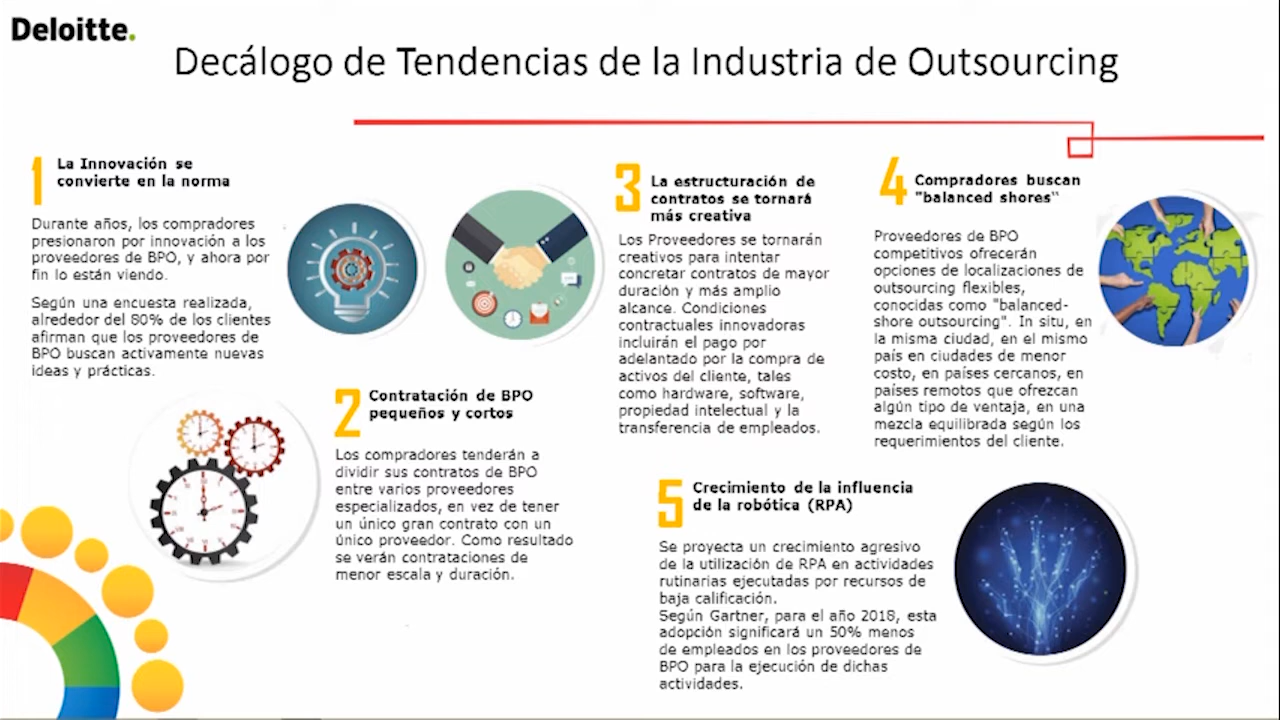 Deloitte.
Decálogo de Tendencias de la Industria de Outsourcing
1
La Innovación se
convierte en la norma
Durante años, los compradores
presionaron por innovación a los
proveedores de BPO, y ahora por
fin lo están viendo.
Según una encuesta realizada,
alrededor del 80% de los clientes
afirman que los proveedores de
BPO buscan activamente nuevas
ideas y prácticas.
2
Contratación de BPO
pequeños y cortos
Los compradores tenderán a
dividir sus contratos de BPO
entre varios proveedores
especializados, en vez de tener
un único gran contrato con un
único proveedor. Como resultado
se verán contrataciones de
menor escala y duración.
3
La estructuración de
contratos se tornará
más creativa
Los Proveedores se tornarán
creativos para intentar
concretar contratos de mayor
duración y más amplio
alcance. Condiciones
contractuales innovadoras
incluirán el pago por
adelantado por la compra de
activos del cliente, tales
como hardware, software,
propiedad intelectual y la
transferencia de empleados.
4
Compradores buscan
"balanced shores"
Proveedores de BPO
competitivos ofrecerán
opciones de localizaciones de
outsourcing flexibles,
conocidas como "balanced-
shore outsourcing". In situ, en
la misma ciudad, en el mismo
país en ciudades de menor
costo, en países cercanos, en
países remotos que ofrezcan
algún tipo de ventaja, en una
mezcla equilibrada según los
requerimientos del cliente.
5
Crecimiento de la influencia
de la robótica (RPA)
Se proyecta un crecimiento agresivo
de la utilización de RPA en actividades
rutinarias ejecutadas por recursos de
baja calificación.
Según Gartner, para el año 2018, esta
adopción significará un 50% menos
de empleados en los proveedores de
BPO para la ejecución de dichas
actividades.